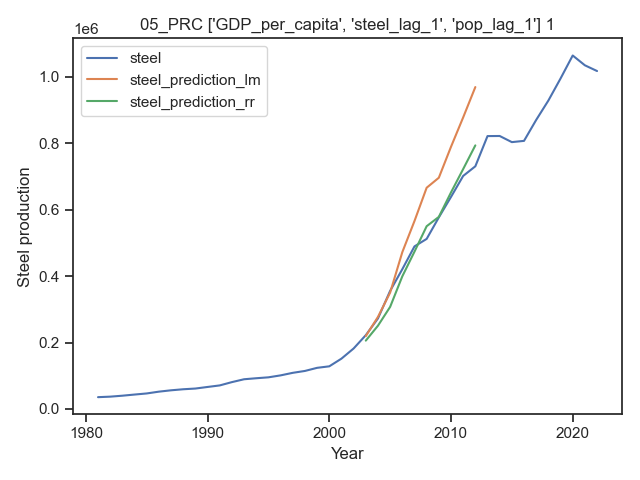 05_PRC ['GDP_per_capita', 'steel_lag_1', 'pop_lag_1'] 1
1e6
steel
steel_prediction_lm
steel_prediction_rr
1.0
0.8
0.6
0.4
0.2
0.0
Steel production
1980
1990
2000
2010
2020
Year